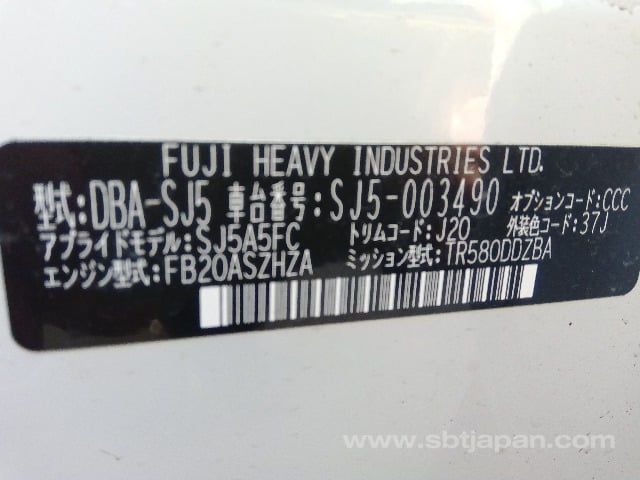 FUJI HEAVY INDUSTRIES LTD.
型式:DBA-SJ5 車台番号:SJ5-003490 オプションコード:CCC
アプライドモデル:SJ5A5FC トリムコード:J20 外装色コード:37J
エンジン型式:FB20ASZHZA ミッション型式:TR580DDZBA
www.sbtjapan.com